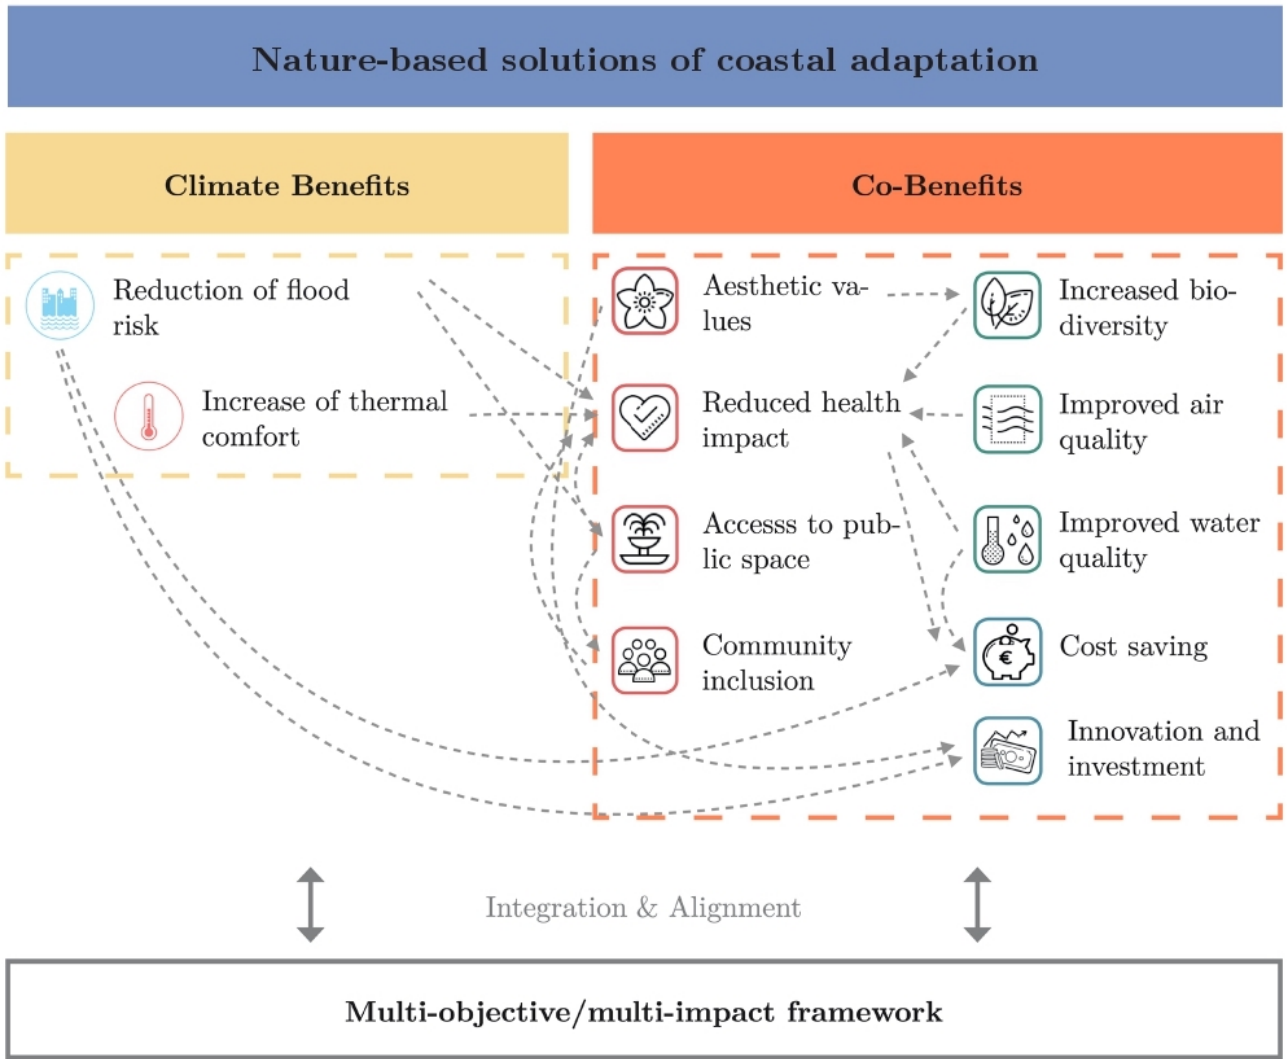 Nature-based solutions of coastal adaptation
Climate Benefits
Co-Benefits
Reduction of flood
risk
Increase of thermal
comfort
Aesthetic va-
lues
Reduced health
impact
Accesss to pub-
lic space
Community
inclusion
Increased bio-
diversity
Improved air
quality
Improved water
quality
€
Cost saving
Innovation and
investment
Integration & Alignment
Multi-objective/multi-impact framework